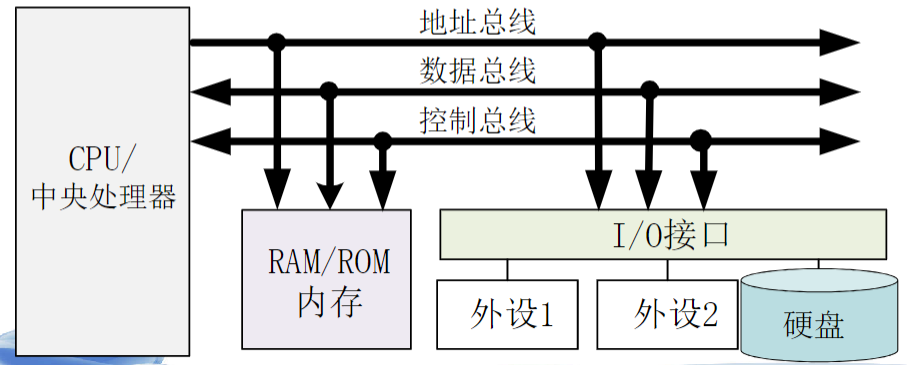 地址总线
数据总线
控制总线
CPU/
中央处理器
RAM/ROM
内存
I/O接口
外设1
外设2
硬盘